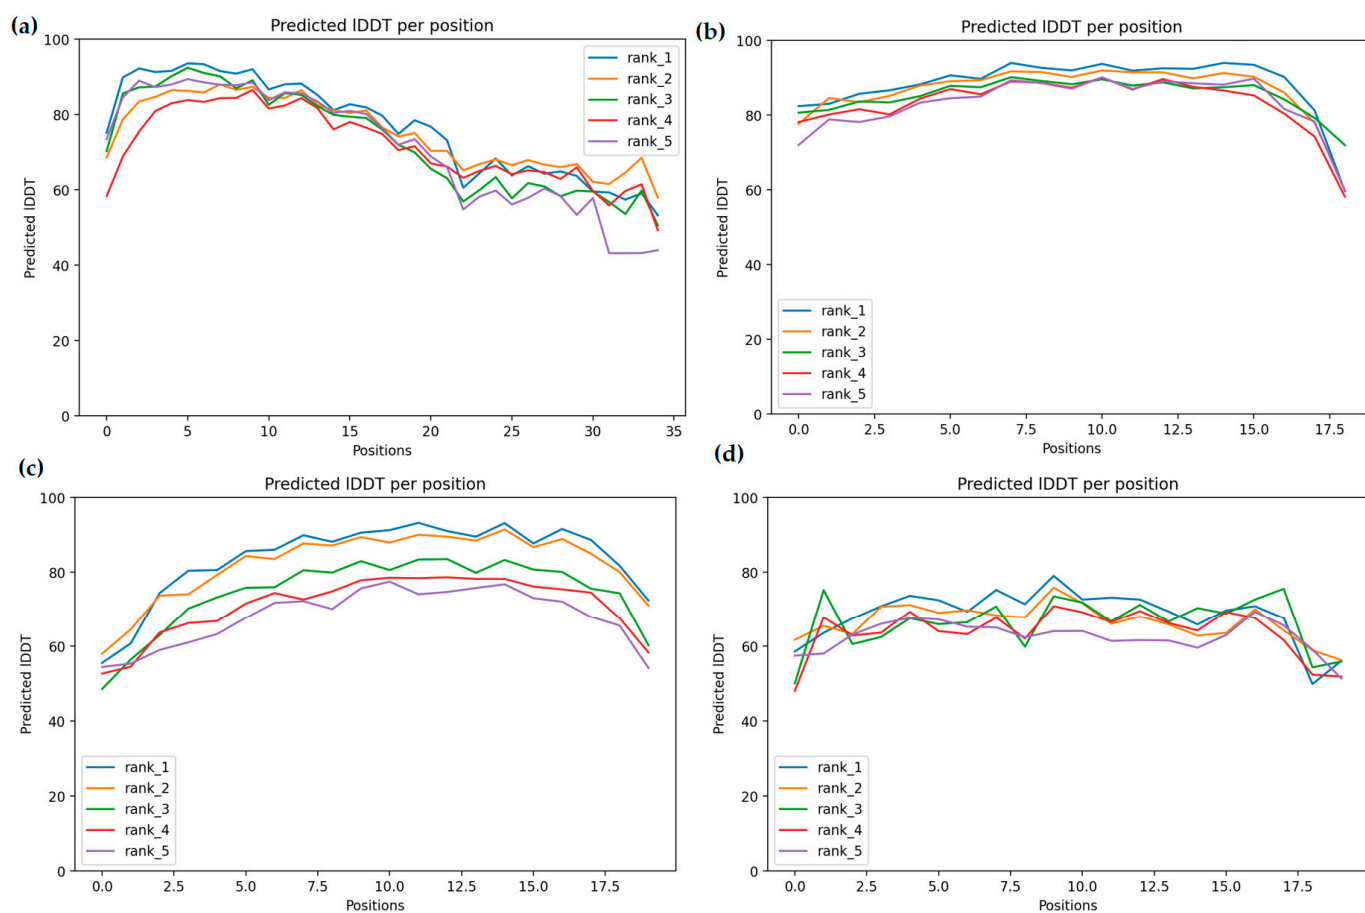 (a)
Predicted lDDT per position
100
80
60
40
20
0
Predicted lDDT
0 5 10 15 20 25 30 35
Positions
rank_1
rank_2
rank_3
rank_4
rank_5
(b)
Predicted lDDT per position
100
80
60
40
20
0
Predicted lDDT
rank_1
rank_2
rank_3
rank_4
rank_5
0.0 2.5 5.0 7.5 10.0 12.5 15.0 17.5
Positions
(c)
Predicted lDDT per position
100
80
60
40
20
0
Predicted lDDT
rank_1
rank_2
rank_3
rank_4
rank_5
0.0 2.5 5.0 7.5 10.0 12.5 15.0 17.5
Positions
(d)
Predicted lDDT per position
100
80
60
40
20
0
Predicted lDDT
rank_1
rank_2
rank_3
rank_4
rank_5
0.0 2.5 5.0 7.5 10.0 12.5 15.0 17.5
Positions